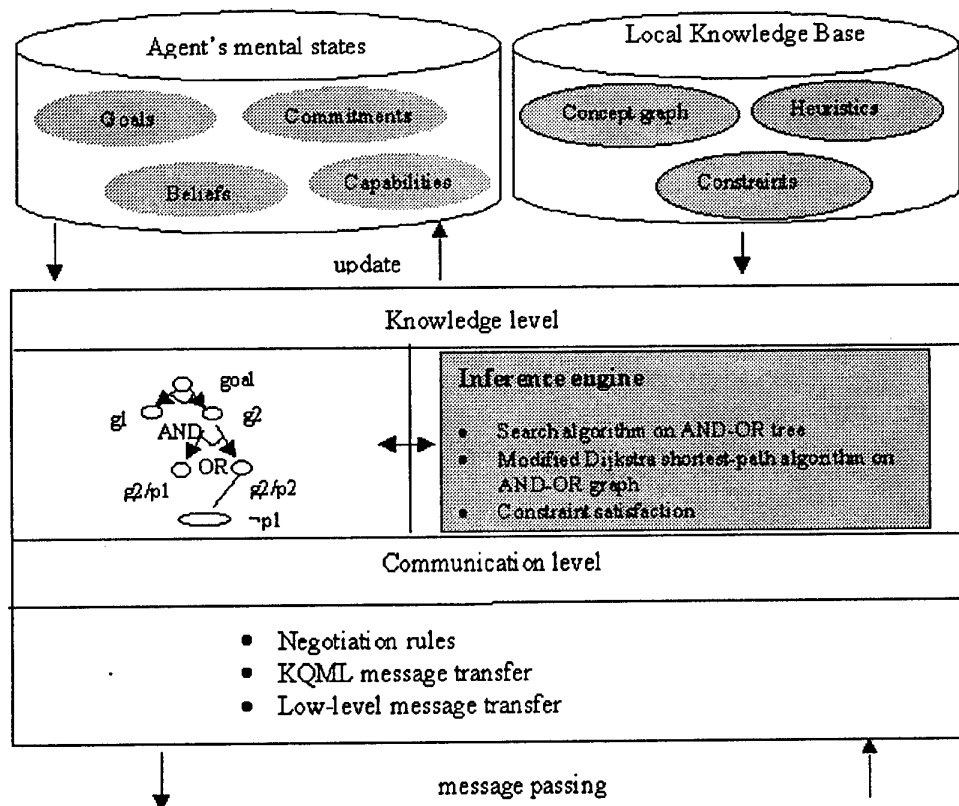 Agent's mental states
Local Knowledge Base
Goals
Commitments
Beliefs
Capabilities
Concept graph
Heuristics
Constraints
update
Knowledge level
goal
g1
g2
AND
OR
g2/p1
g2/p2
¬p1
Inference engine
• Search algorithm on AND-OR tree
• Modified Dijkstra shortest-path algorithm on
AND-OR graph
• Constraint satisfaction
Communication level
• Negotiation rules
• KQML message transfer
• Low-level message transfer
message passing